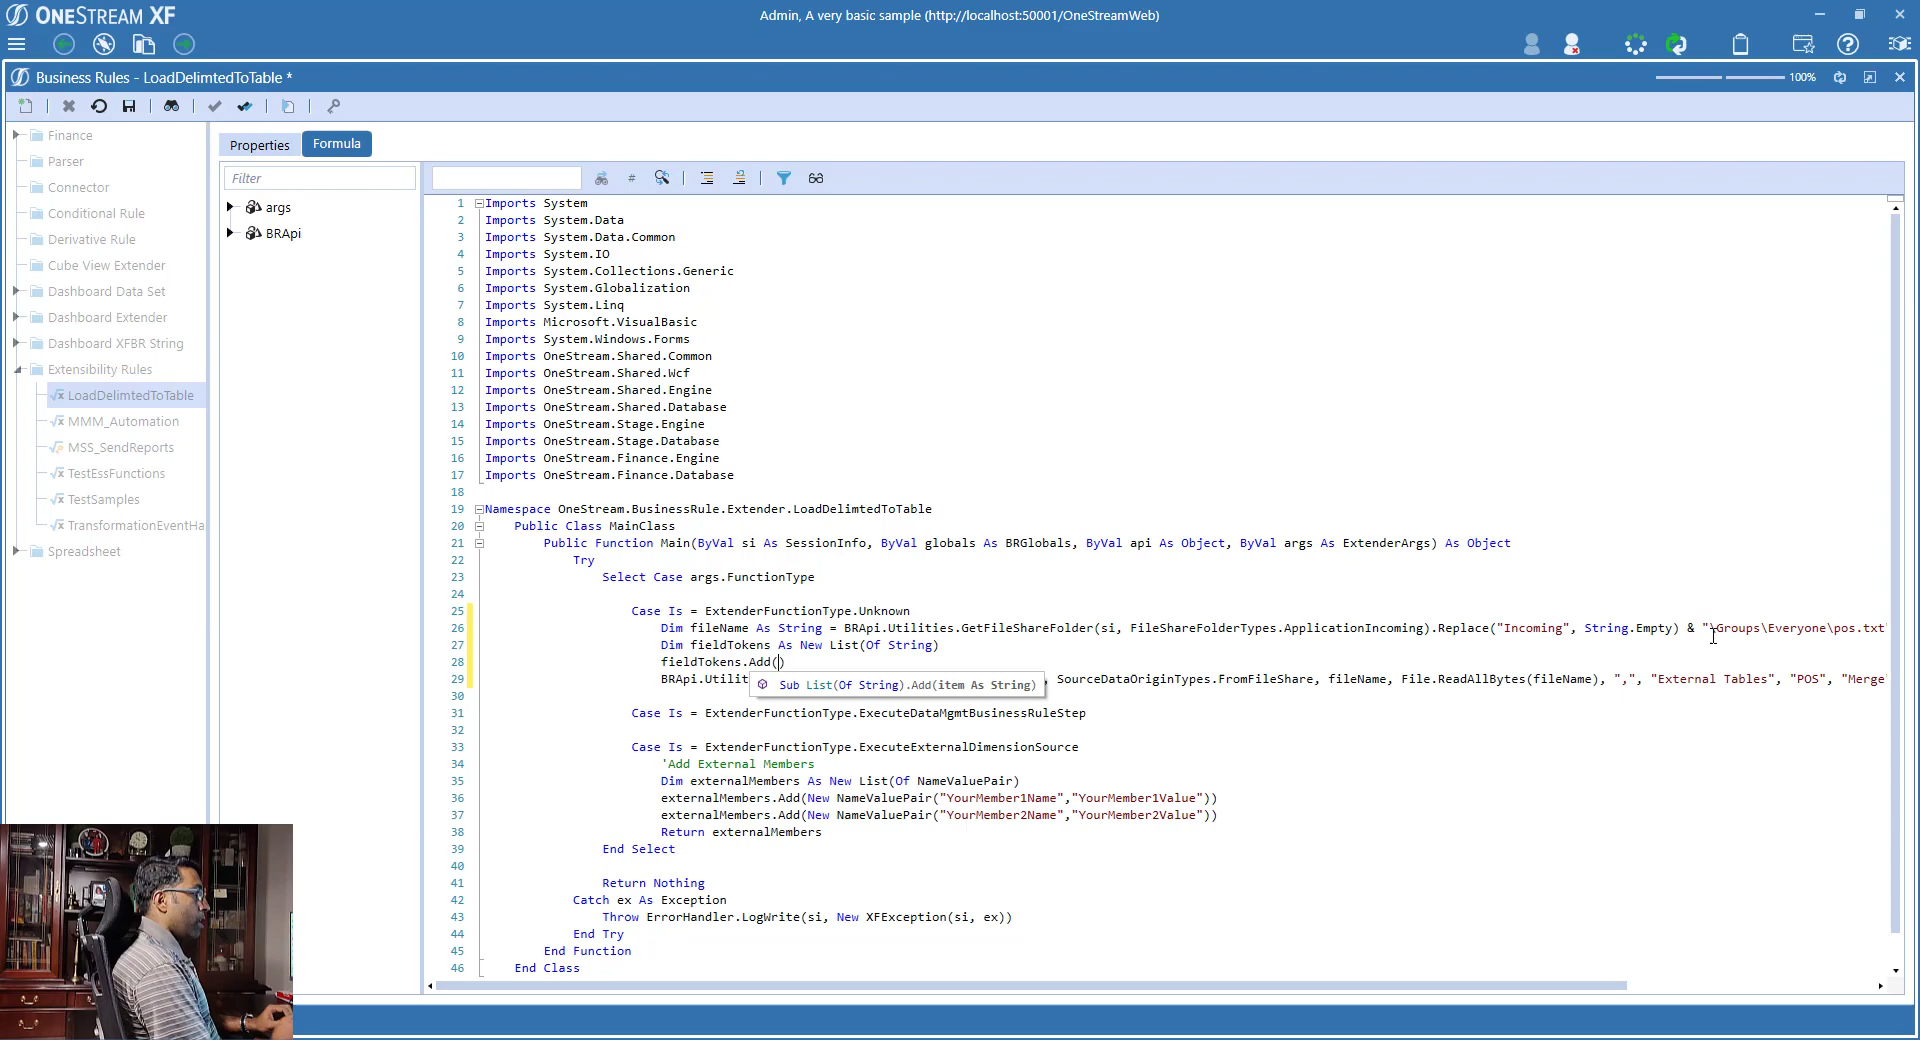 ONESTREAM XF
Admin, A very basic sample (http://localhost:50001/OneStreamWeb)
Business Rules - LoadDelimtedToTable *
100%
Finance
Parser
Connector
Conditional Rule
Derivative Rule
Cube View Extender
Dashboard Data Set
Dashboard Extender
Dashboard XFBR String
Extensibility Rules
LoadDelimtedToTable
MMM_Automation
MSS_SendReports
TestEssFunctions
TestSamples
TransformationEventHa
Spreadsheet
Properties
Formula
Filter
args
BRApi
1 Imports System
2 Imports System.Data
3 Imports System.Data.Common
4 Imports System.IO
5 Imports System.Collections.Generic
6 Imports System.Globalization
7 Imports System.Linq
8 Imports Microsoft.VisualBasic
9 Imports System.Windows.Forms
10 Imports OneStream.Shared.Common
11 Imports OneStream.Shared.Wcf
12 Imports OneStream.Shared.Engine
13 Imports OneStream.Shared.Database
14 Imports OneStream.Stage.Engine
15 Imports OneStream.Stage.Database
16 Imports OneStream.Finance.Engine
17 Imports OneStream.Finance.Database
18
19 Namespace OneStream.BusinessRule.Extender.LoadDelimtedToTable
20 Public Class MainClass
21 Public Function Main(ByVal si As SessionInfo, ByVal globals As BRGlobals, ByVal api As Object, ByVal args As ExtenderArgs) As Object
22 Try
23 Select Case args.FunctionType
24
25 Case Is = ExtenderFunctionType.Unknown
26 Dim fileName As String = BRApi.Utilities.GetFileShareFolder(si, FileShareFolderTypes.ApplicationIncoming).Replace("Incoming", String.Empty) & "\Groups\Everyone\pos.txt"
27 Dim fieldTokens As New List(Of String)
28 fieldTokens.Add()
Sub List(Of String).Add(item As String)
29 BRApi.Utilit , SourceDataOriginTypes.FromFileShare, fileName, File.ReadAllBytes(fileName), ",", "External Tables", "POS", "Merge"
30
31 Case Is = ExtenderFunctionType.ExecuteDataMgmtBusinessRuleStep
32
33 Case Is = ExtenderFunctionType.ExecuteExternalDimensionSource
34 'Add External Members
35 Dim externalMembers As New List(Of NameValuePair)
36 externalMembers.Add(New NameValuePair("YourMember1Name","YourMember1Value"))
37 externalMembers.Add(New NameValuePair("YourMember2Name","YourMember2Value"))
38 Return externalMembers
39 End Select
40
41 Return Nothing
42 Catch ex As Exception
43 Throw ErrorHandler.LogWrite(si, New XFException(si, ex))
44 End Try
45 End Function
46 End Class